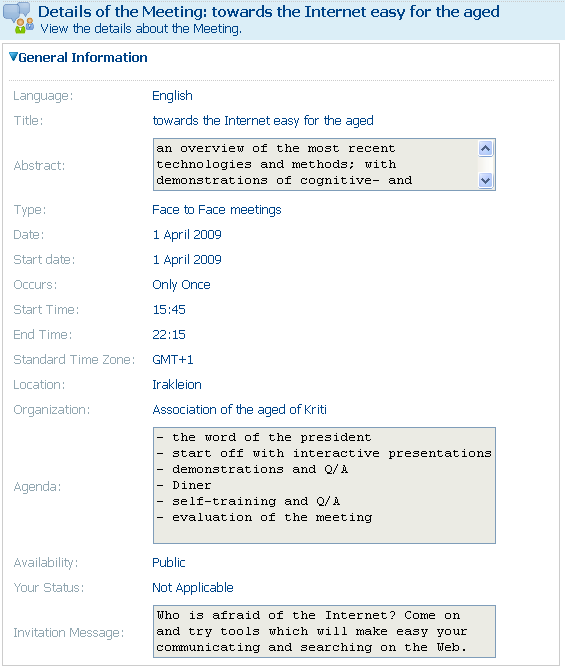 Details of the Meeting: towards the Internet easy for the aged
View the details about the Meeting.
General Information
Language: English
Title: towards the Internet easy for the aged
Abstract: an overview of the most recent
technologies and methods; with
demonstrations of cognitive- and
Type: Face to Face meetings
Date: 1 April 2009
Start date: 1 April 2009
Occurs: Only Once
Start Time: 15:45
End Time: 22:15
Standard Time Zone: GMT+1
Location: Irakleion
Organization: Association of the aged of Kriti
Agenda: - the word of the president
- start off with interactive presentations
- demonstrations and Q/A
- Diner
- self-training and Q/A
- evaluation of the meeting
Availability: Public
Your Status: Not Applicable
Invitation Message: Who is afraid of the Internet? Come on
and try tools which will make easy your
communicating and searching on the Web.